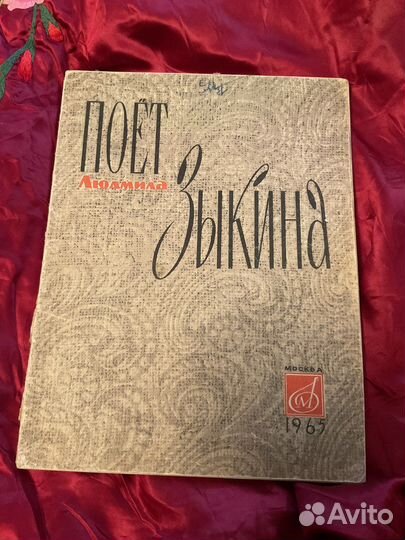 ПОЁТ
Людмила
Зыкина
МОСКВА
1965
Avito